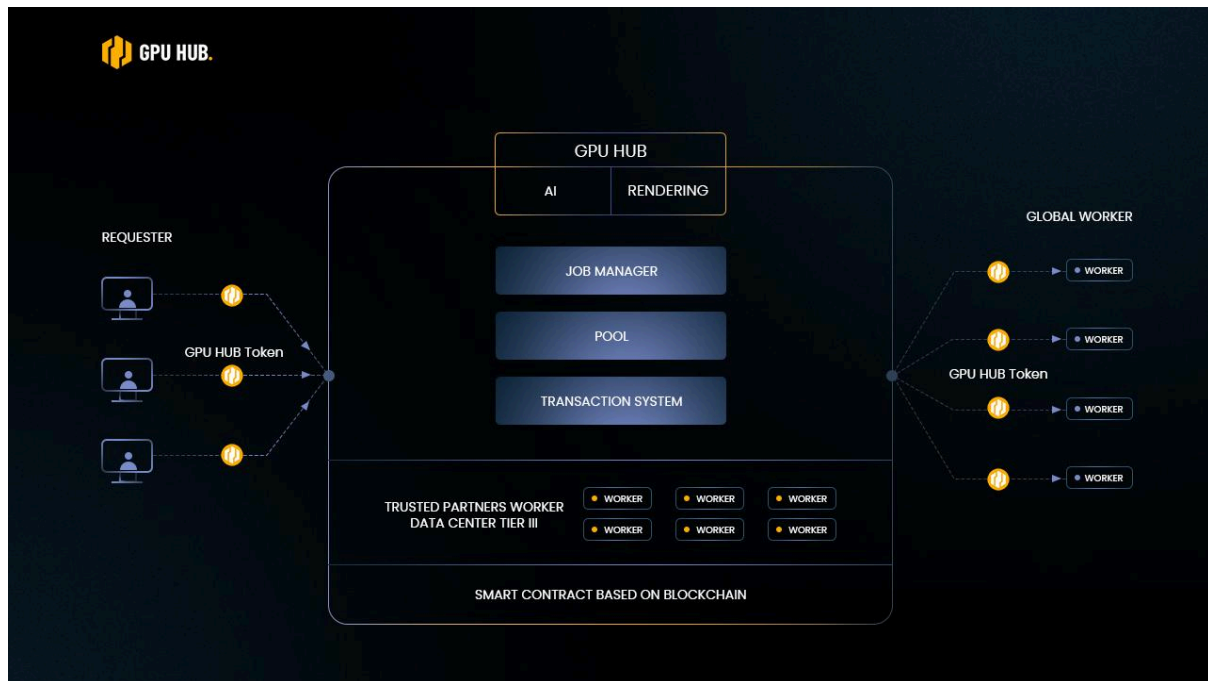 GPU HUB.
GPU HUB
AI
RENDERING
REQUESTER
GPU HUB Token
JOB MANAGER
POOL
TRANSACTION SYSTEM
TRUSTED PARTNERS WORKER
DATA CENTER TIER III
WORKER
WORKER
WORKER
WORKER
WORKER
WORKER
SMART CONTRACT BASED ON BLOCKCHAIN
GLOBAL WORKER
WORKER
WORKER
GPU HUB Token
WORKER
WORKER